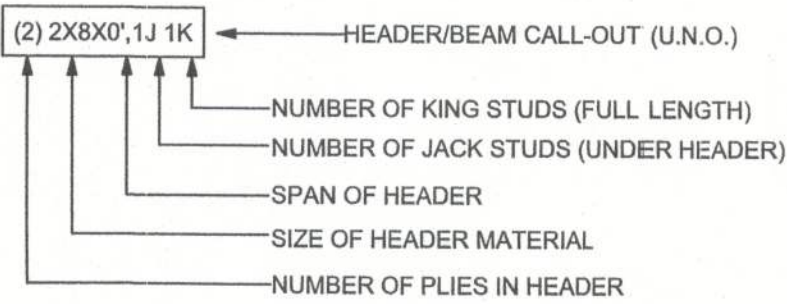 (2) 2X8X0',1J 1K
HEADER/BEAM CALL-OUT (U.N.O.)
NUMBER OF KING STUDS (FULL LENGTH)
NUMBER OF JACK STUDS (UNDER HEADER)
SPAN OF HEADER
SIZE OF HEADER MATERIAL
NUMBER OF PLIES IN HEADER